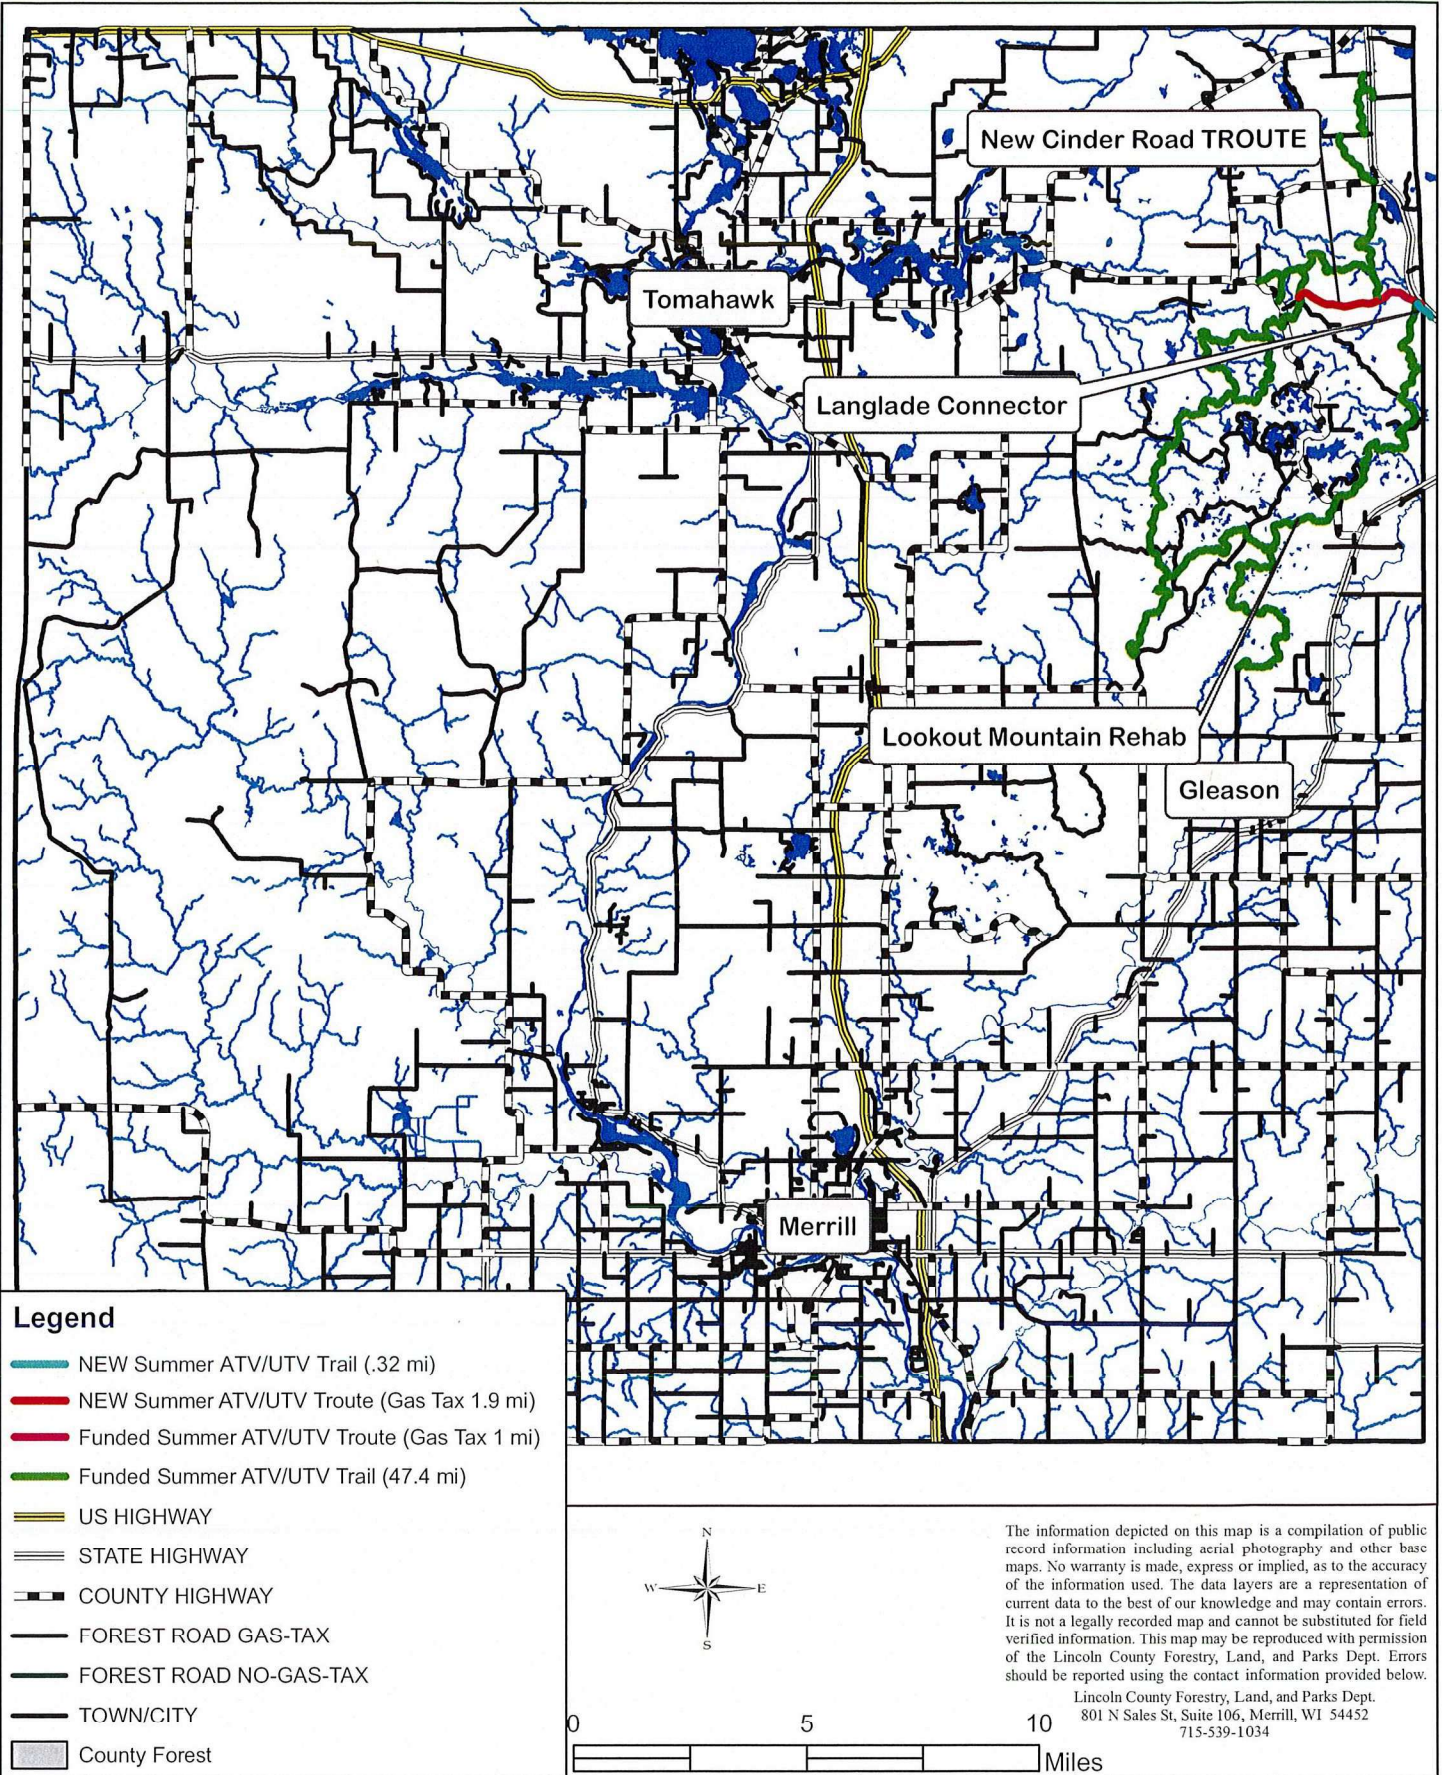 New Cinder Road TROUTE
Tomahawk
Langlade Connector
Lookout Mountain Rehab
Gleason
Merrill
Legend
NEW Summer ATV/UTV Trail (.32 mi)
NEW Summer ATV/UTV Troute (Gas Tax 1.9 mi)
Funded Summer ATV/UTV Troute (Gas Tax 1 mi)
Funded Summer ATV/UTV Trail (47.4 mi)
US HIGHWAY
STATE HIGHWAY
COUNTY HIGHWAY
FOREST ROAD GAS-TAX
FOREST ROAD NO-GAS-TAX
TOWN/CITY
County Forest
N
W E
S
0 5 10
Miles
The information depicted on this map is a compilation of public
record information including aerial photography and other base
maps. No warranty is made, express or implied, as to the accuracy
of the information used. The data layers are a representation of
current data to the best of our knowledge and may contain errors.
It is not a legally recorded map and cannot be substituted for field
verified information. This map may be reproduced with permission
of the Lincoln County Forestry, Land, and Parks Dept. Errors
should be reported using the contact information provided below.
Lincoln County Forestry, Land, and Parks Dept.
801 N Sales St, Suite 106, Merrill, WI 54452
715-539-1034